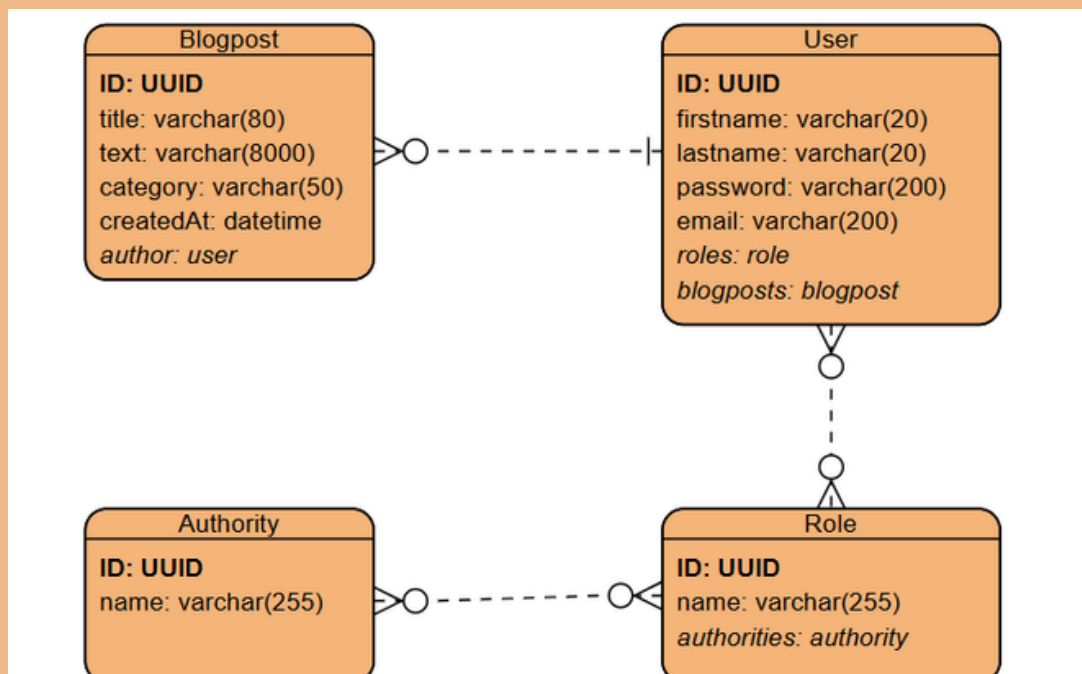 Blogpost
ID: UUID
title: varchar(80)
text: varchar(8000)
category: varchar(50)
createdAt: datetime
author: user
User
ID: UUID
firstname: varchar(20)
lastname: varchar(20)
password: varchar(200)
email: varchar(200)
roles: role
blogposts: blogpost
Authority
ID: UUID
name: varchar(255)
Role
ID: UUID
name: varchar(255)
authorities: authority